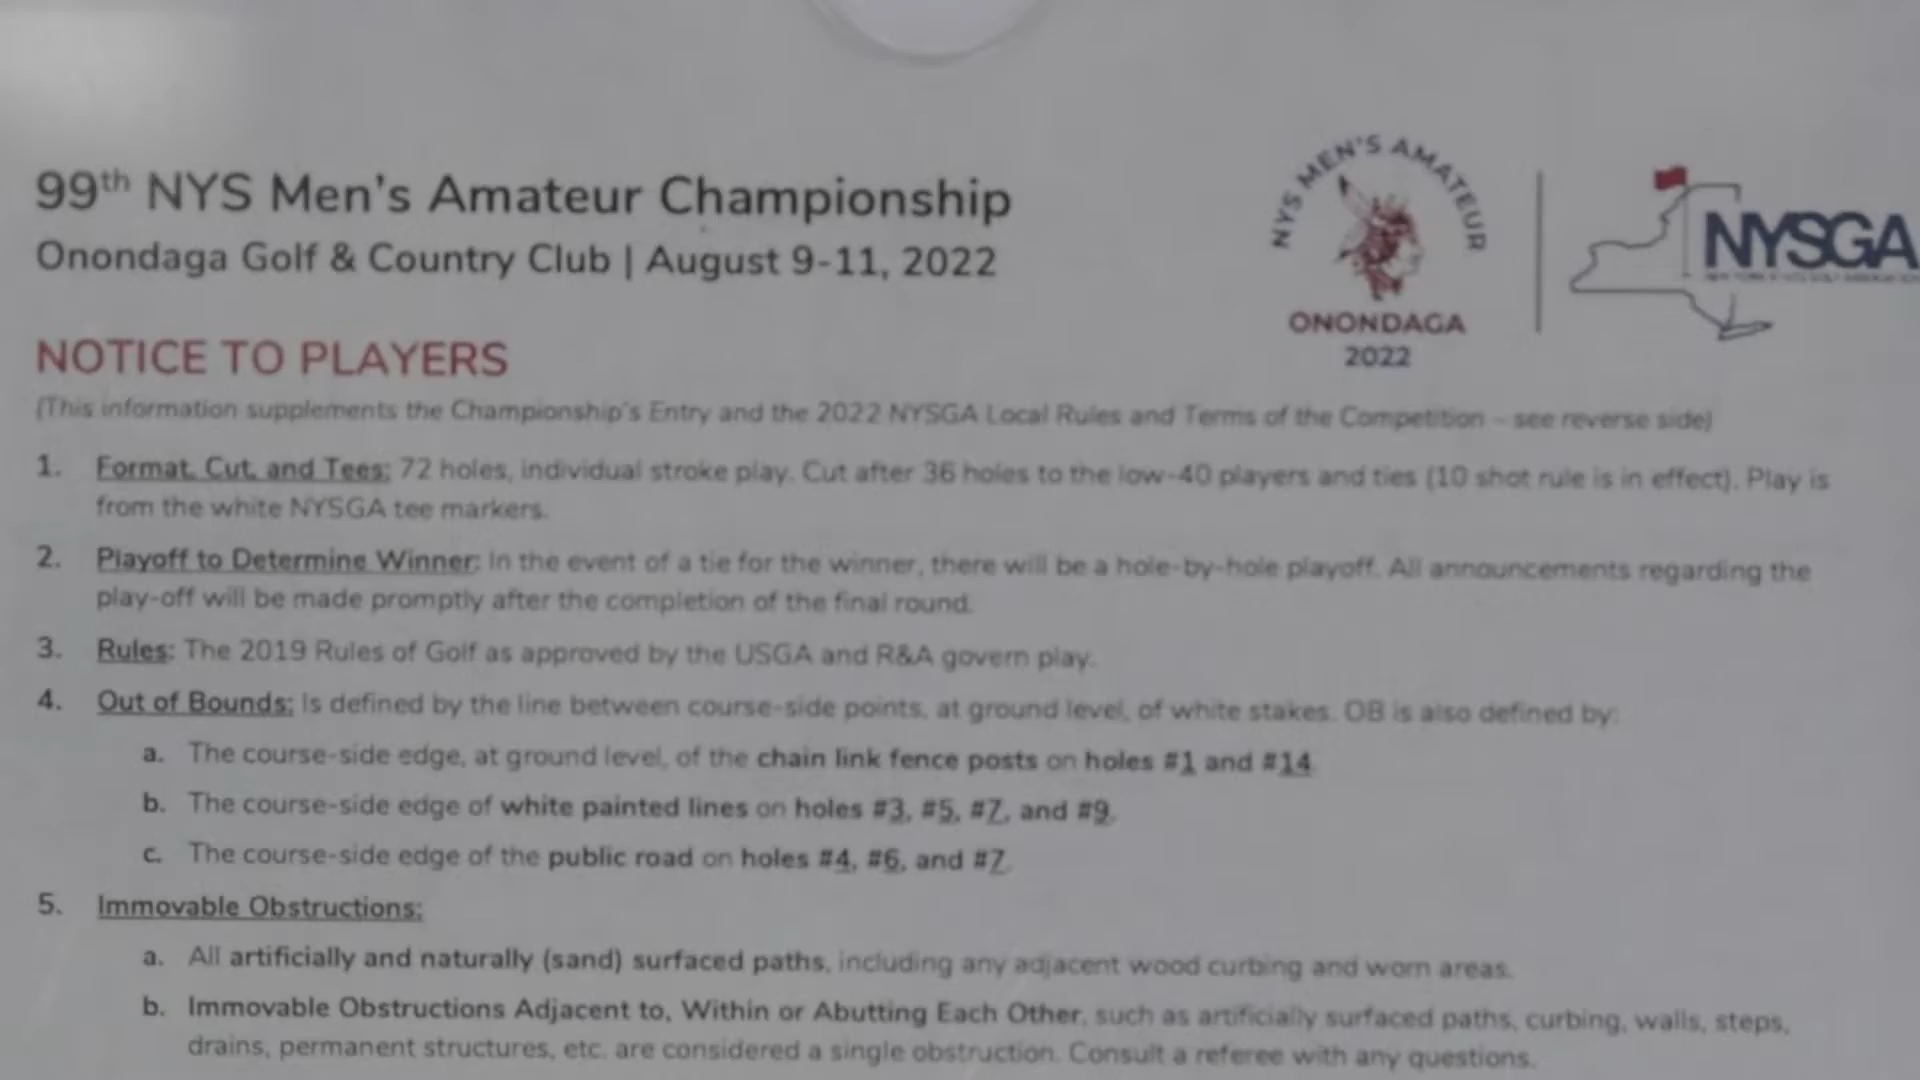 99th NYS Men's Amateur Championship
Onondaga Golf & Country Club | August 9-11, 2022
NYS MEN'S AMATEUR
ONONDAGA
2022
NYSGA
NOTICE TO PLAYERS
(This information supplements the Championship's Entry and the 2022 NYSGA Local Rules and Terms of the Competition – see reverse side)
1. Format, Cut, and Tees: 72 holes, individual stroke play. Cut after 36 holes to the low-40 players and ties (10 shot rule is in effect). Play is
from the white NYSGA tee markers.
2. Playoff to Determine Winner: In the event of a tie for the winner, there will be a hole-by-hole playoff. All announcements regarding the
play-off will be made promptly after the completion of the final round.
3. Rules: The 2019 Rules of Golf as approved by the USGA and R&A govern play.
4. Out of Bounds: Is defined by the line between course-side points, at ground level, of white stakes. OB is also defined by:
a. The course-side edge, at ground level, of the chain link fence posts on holes #1 and #14.
b. The course-side edge of white painted lines on holes #3, #5, #7, and #9.
c. The course-side edge of the public road on holes #4, #6, and #7.
5. Immovable Obstructions:
a. All artificially and naturally (sand) surfaced paths, including any adjacent wood curbing and worn areas.
b. Immovable Obstructions Adjacent to, Within or Abutting Each Other, such as artificially surfaced paths, curbing, walls, steps,
drains, permanent structures, etc. are considered a single obstruction. Consult a referee with any questions.